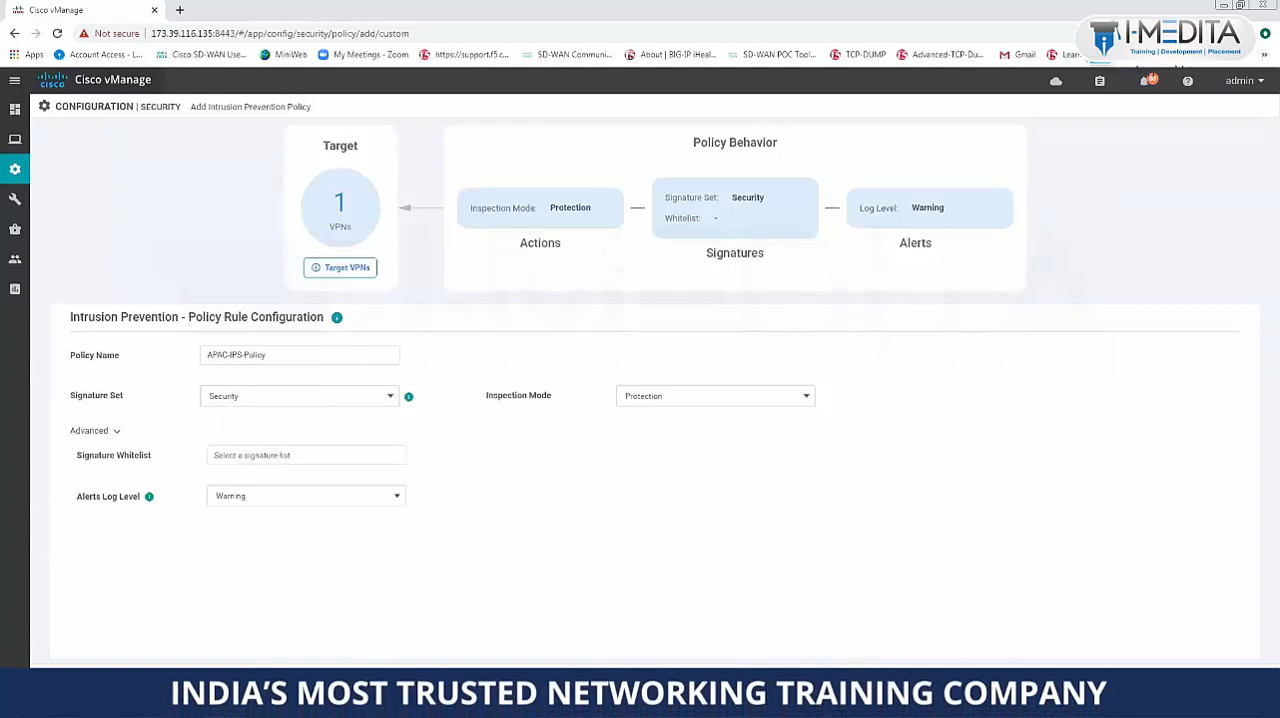 Cisco vManage
Not secure | 173.39.116.135:8443/#/app/config/security/policy/add/custom
Apps Account Access - L... Cisco SD-WAN Use... MiniWeb My Meetings - Zoom https://support.f5.c... SD-WAN Communi... About | BIG-IP iHeal... SD-WAN POC Tool... TCP-DUMP Advanced-TCP-Du... Gmail Lear
I-MEDITA
Training | Development | Placement
cisco Cisco vManage
admin
CONFIGURATION | SECURITY Add Intrusion Prevention Policy
Target
1
VPNs
Target VPNs
Policy Behavior
Inspection Mode: Protection
Actions
Signature Set: Security
Whitelist: -
Signatures
Log Level: Warning
Alerts
Intrusion Prevention - Policy Rule Configuration
Policy Name APAC-IPS-Policy
Signature Set Security Inspection Mode Protection
Advanced
Signature Whitelist Select a signature list
Alerts Log Level Warning
INDIA'S MOST TRUSTED NETWORKING TRAINING COMPANY